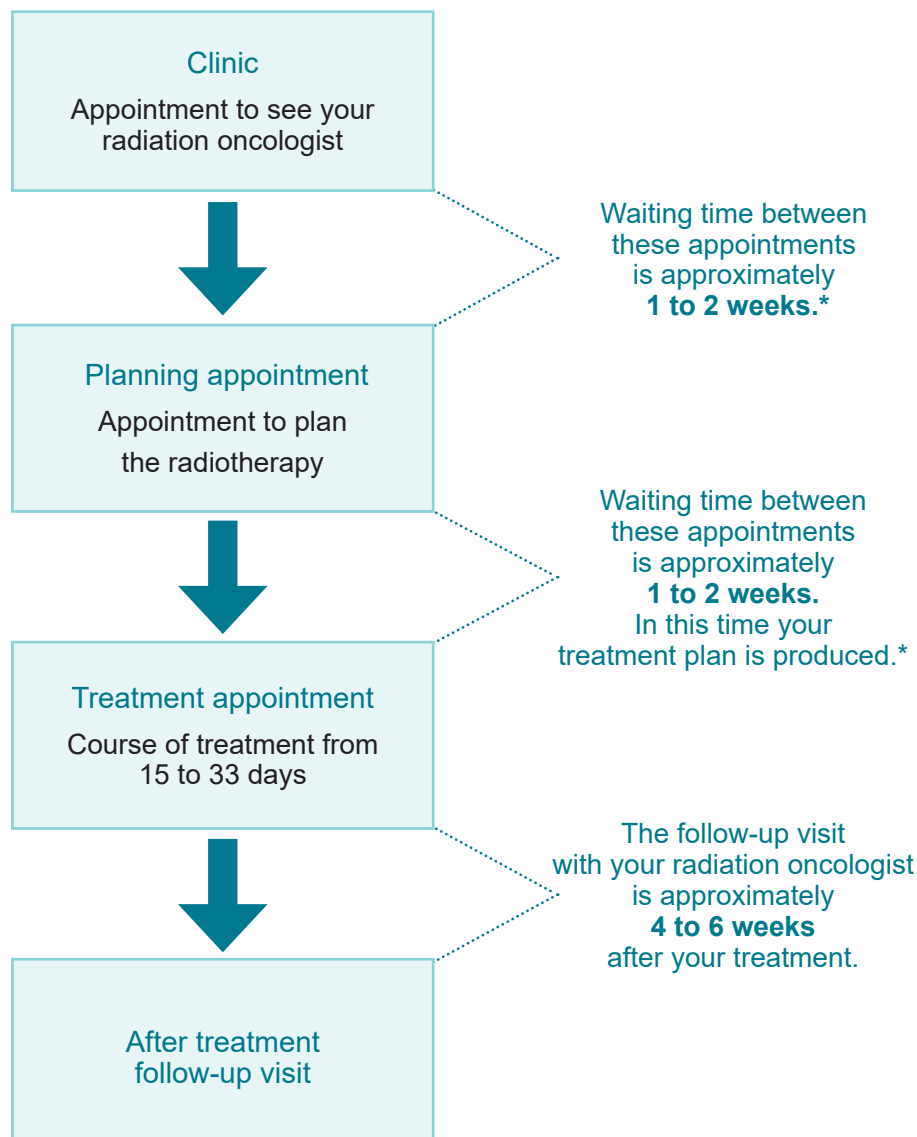 Clinic
Appointment to see your
radiation oncologist
Waiting time between
these appointments
is approximately
1 to 2 weeks.*
Planning appointment
Appointment to plan
the radiotherapy
Waiting time between
these appointments
is approximately
1 to 2 weeks.
In this time your
treatment plan is produced.*
Treatment appointment
Course of treatment from
15 to 33 days
The follow-up visit
with your radiation oncologist
is approximately
4 to 6 weeks
after your treatment.
After treatment
follow-up visit